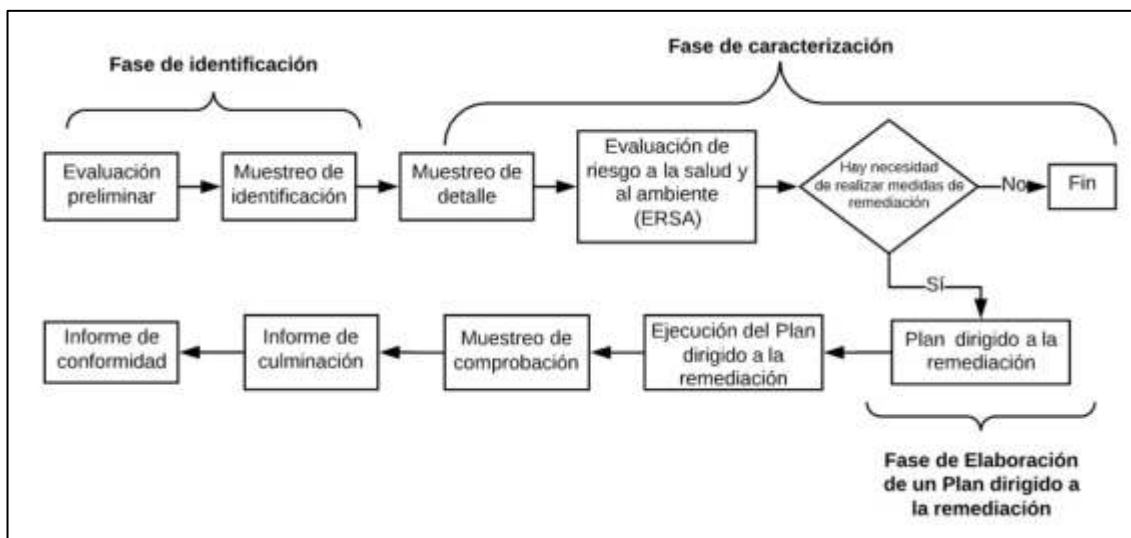 Fase de identificación
Fase de caracterización
Evaluación
preliminar
Muestreo de
identificación
Muestreo de
detalle
Evaluación de
riesgo a la salud y
al ambiente
(ERSA)
Hay necesidad
de realizar medidas de
remediación
No
Fin
Sí
Plan dirigido a la
remediación
Ejecución del Plan
dirigido a la
remediación
Muestreo de
comprobación
Informe de
culminación
Informe de
conformidad
Fase de Elaboración
de un Plan dirigido a
la remediación